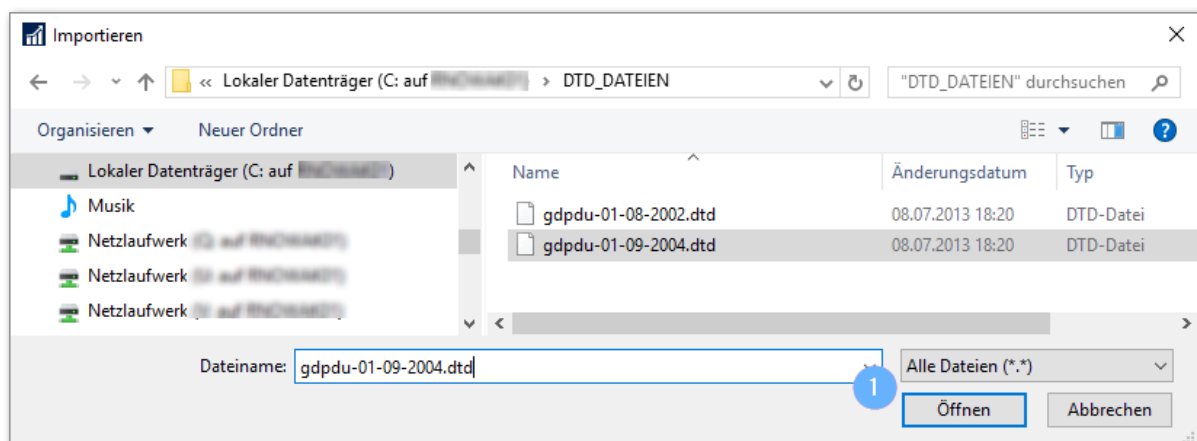 Importieren
« Lokaler Datenträger (C: auf › DTD_DATEIEN
"DTD_DATEIEN" durchsuchen
Organisieren Neuer Ordner
?
Lokaler Datenträger (C: auf )
Musik
Netzlaufwerk
Netzlaufwerk
Netzlaufwerk
Name Änderungsdatum Typ
gdpdu-01-08-2002.dtd 08.07.2013 18:20 DTD-Datei
gdpdu-01-09-2004.dtd 08.07.2013 18:20 DTD-Datei
Dateiname: gdpdu-01-09-2004.dtd Alle Dateien (*.*)
1
Öffnen Abbrechen